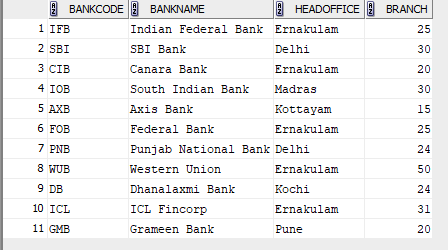 BANKCODE BANKNAME HEADOFFICE BRANCH
1 IFB Indian Federal Bank Ernakulam 25
2 SBI SBI Bank Delhi 30
3 CIB Canara Bank Ernakulam 20
4 IOB South Indian Bank Madras 30
5 AXB Axis Bank Kottayam 15
6 FOB Federal Bank Ernakulam 25
7 PNB Punjab National Bank Delhi 24
8 WUB Western Union Ernakulam 50
9 DB Dhanalaxmi Bank Kochi 24
10 ICL ICL Fincorp Ernakulam 31
11 GMB Grameen Bank Pune 20